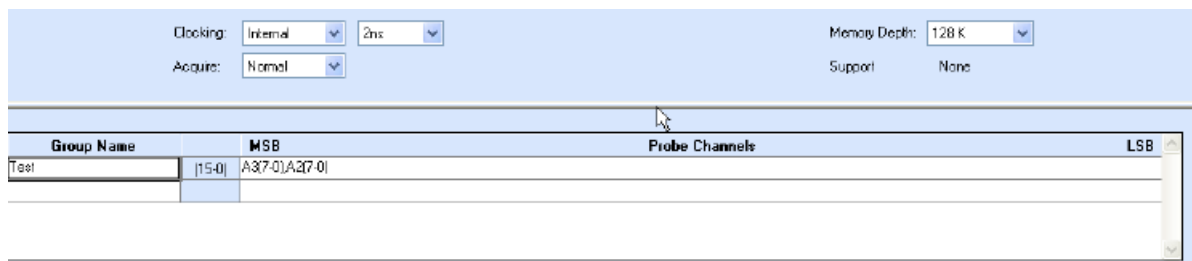 Clocking: Internal 2ns Memory Depth: 128 K
Acquire: Normal Support None
Group Name MSB Probe Channels LSB
Test [15-0] A3(7-0),A2(7-0)